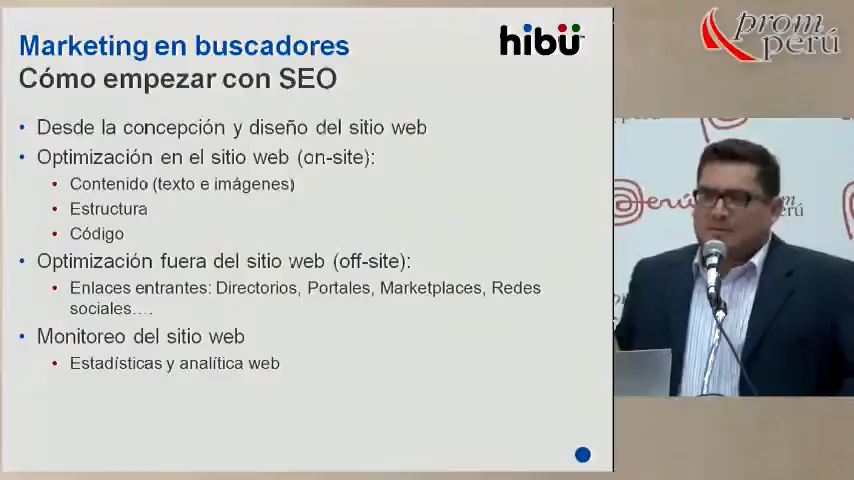 Marketing en buscadores
hibü
Cómo empezar con SEO
• Desde la concepción y diseño del sitio web
• Optimización en el sitio web (on-site):
• Contenido (texto e imágenes)
• Estructura
• Código
• Optimización fuera del sitio web (off-site):
• Enlaces entrantes: Directorios, Portales, Marketplaces, Redes
sociales….
• Monitoreo del sitio web
• Estadísticas y analítica web
prom
perú
Perú